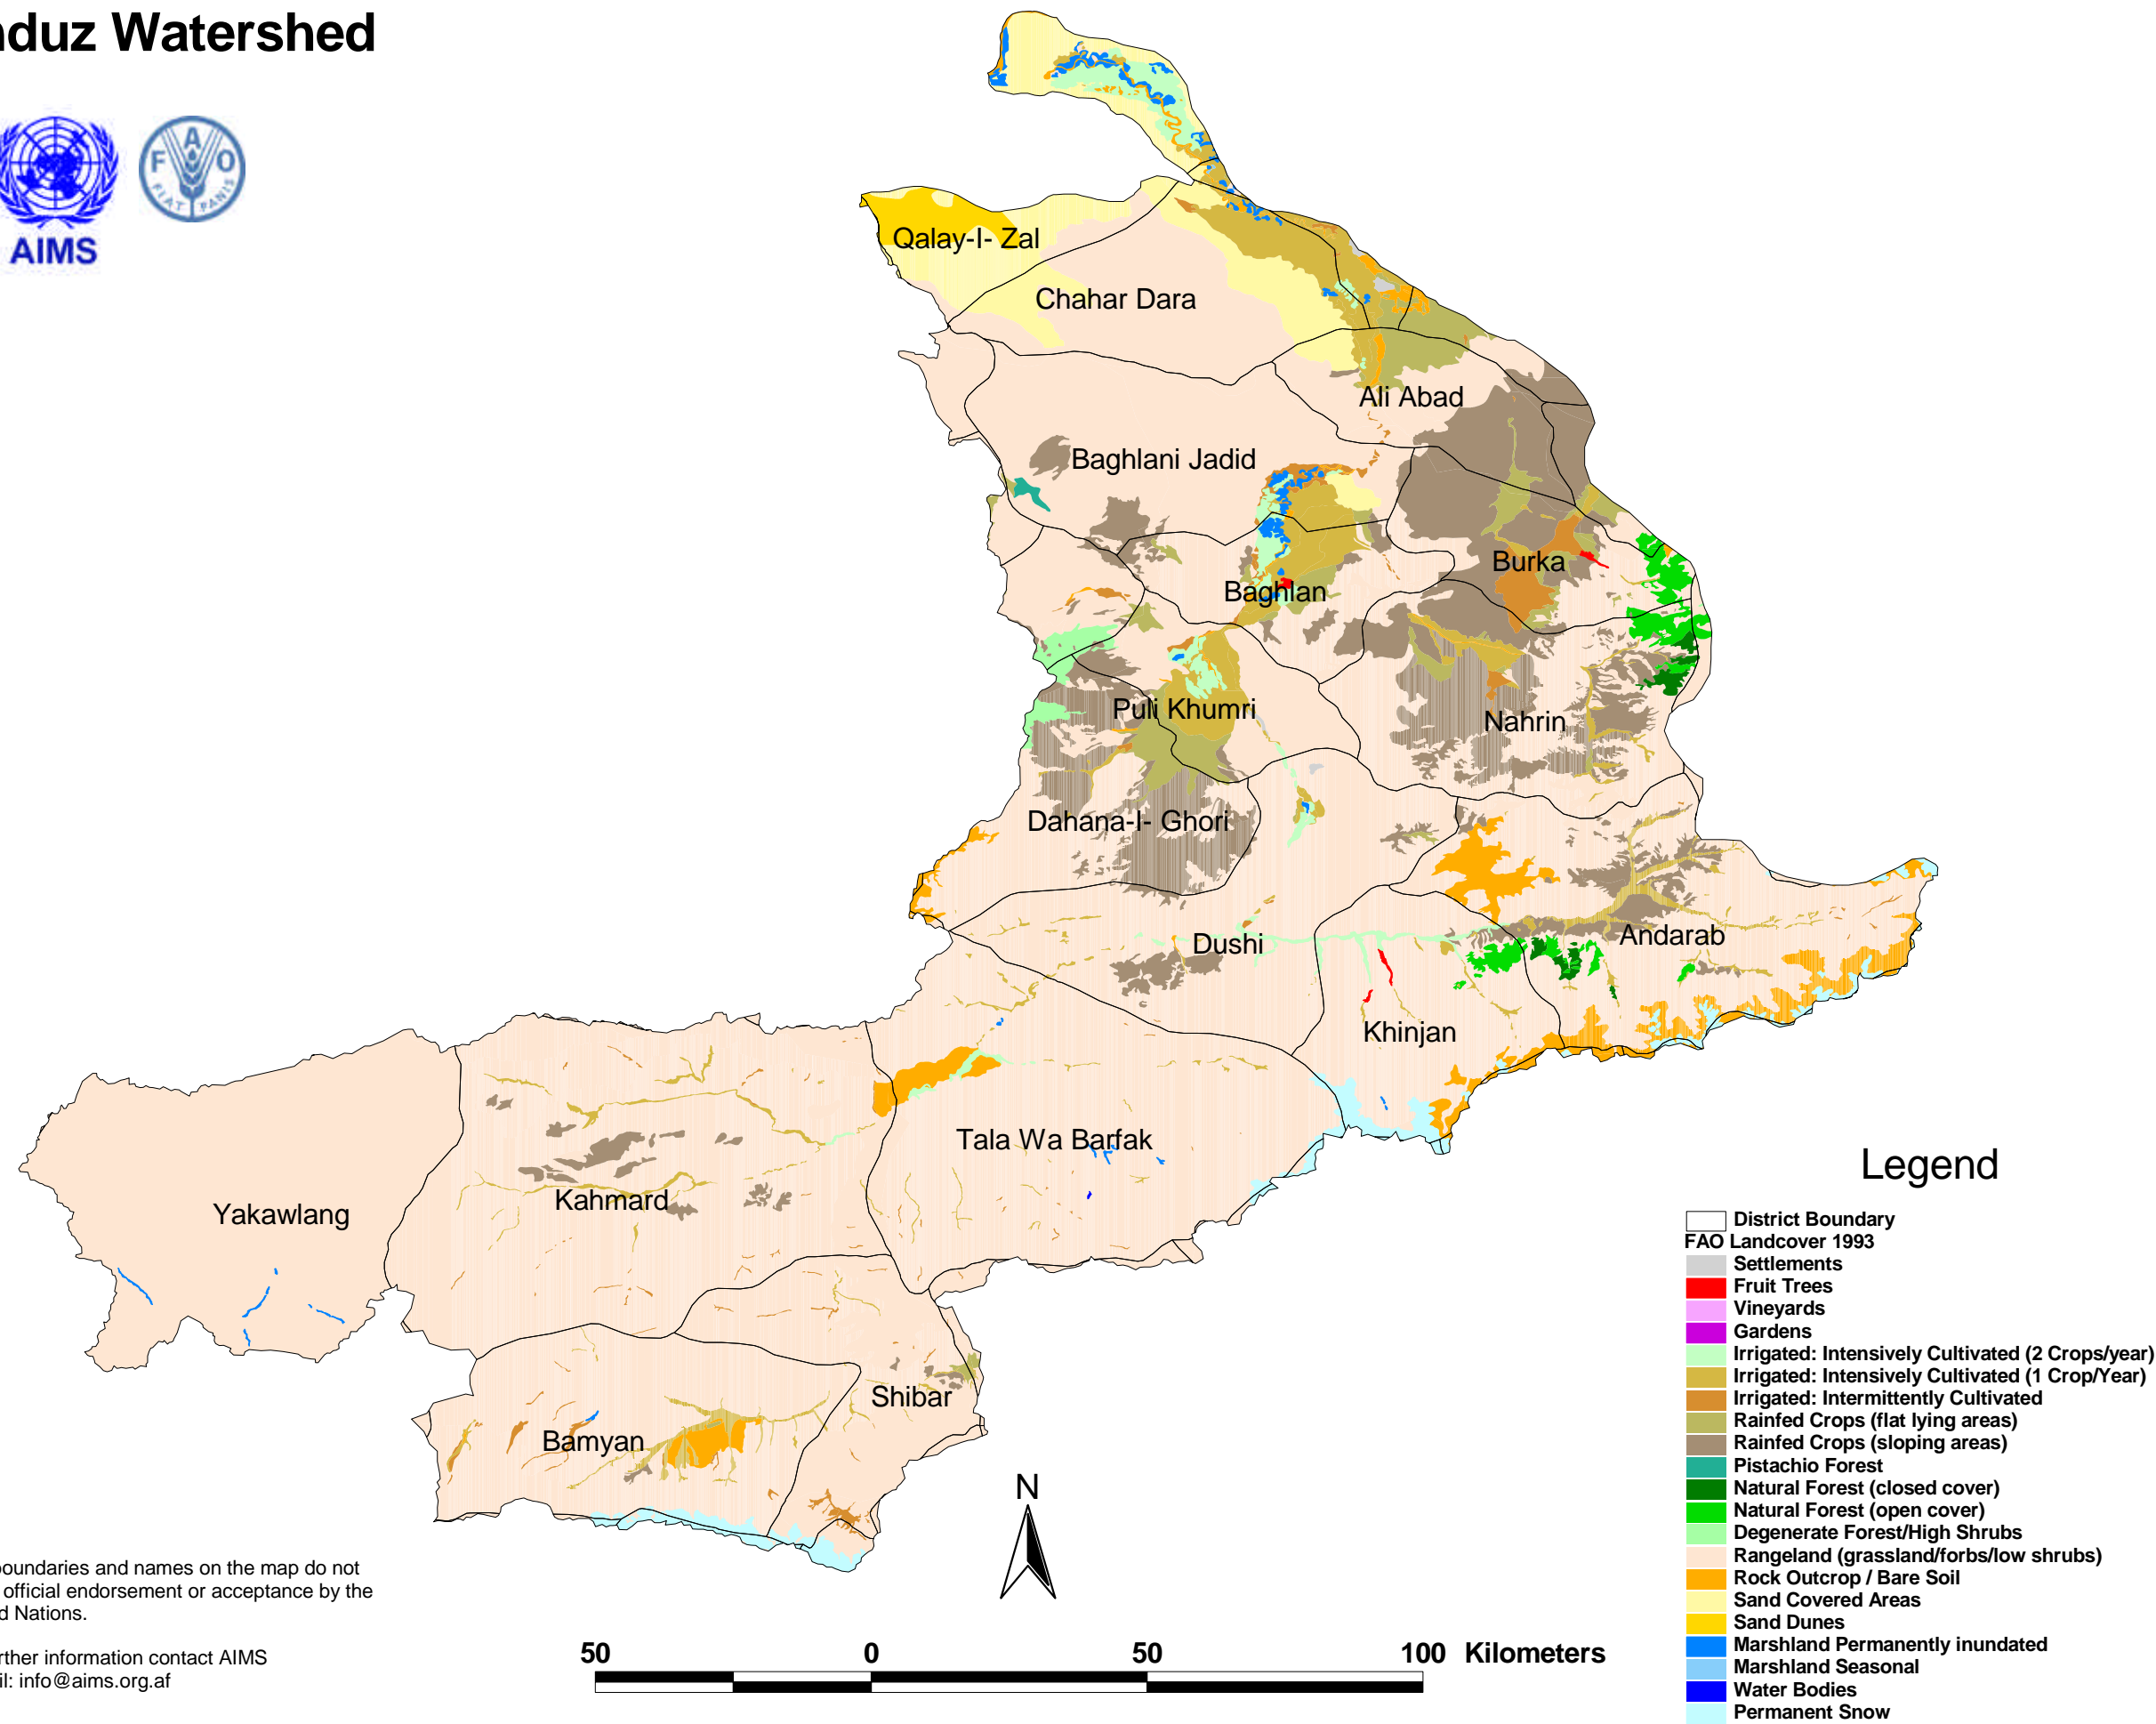 nduz Watershed
AIMS
FAO
FIAT PANIS
Qalay-I- Zal
Chahar Dara
Ali Abad
Baghlani Jadid
Burka
Baghlan
Puli Khumri
Nahrin
Dahana-I- Ghori
Dushi
Andarab
Khinjan
Tala Wa Barfak
Kahmard
Yakawlang
Shibar
Bamyan
N
Legend
District Boundary
FAO Landcover 1993
Settlements
Fruit Trees
Vineyards
Gardens
Irrigated: Intensively Cultivated (2 Crops/year)
Irrigated: Intensively Cultivated (1 Crop/Year)
Irrigated: Intermittently Cultivated
Rainfed Crops (flat lying areas)
Rainfed Crops (sloping areas)
Pistachio Forest
Natural Forest (closed cover)
Natural Forest (open cover)
Degenerate Forest/High Shrubs
Rangeland (grassland/forbs/low shrubs)
Rock Outcrop / Bare Soil
Sand Covered Areas
Sand Dunes
Marshland Permanently inundated
Marshland Seasonal
Water Bodies
Permanent Snow
oundaries and names on the map do not
official endorsement or acceptance by the
d Nations.
rther information contact AIMS
il: info@aims.org.af
50 0 50 100 Kilometers